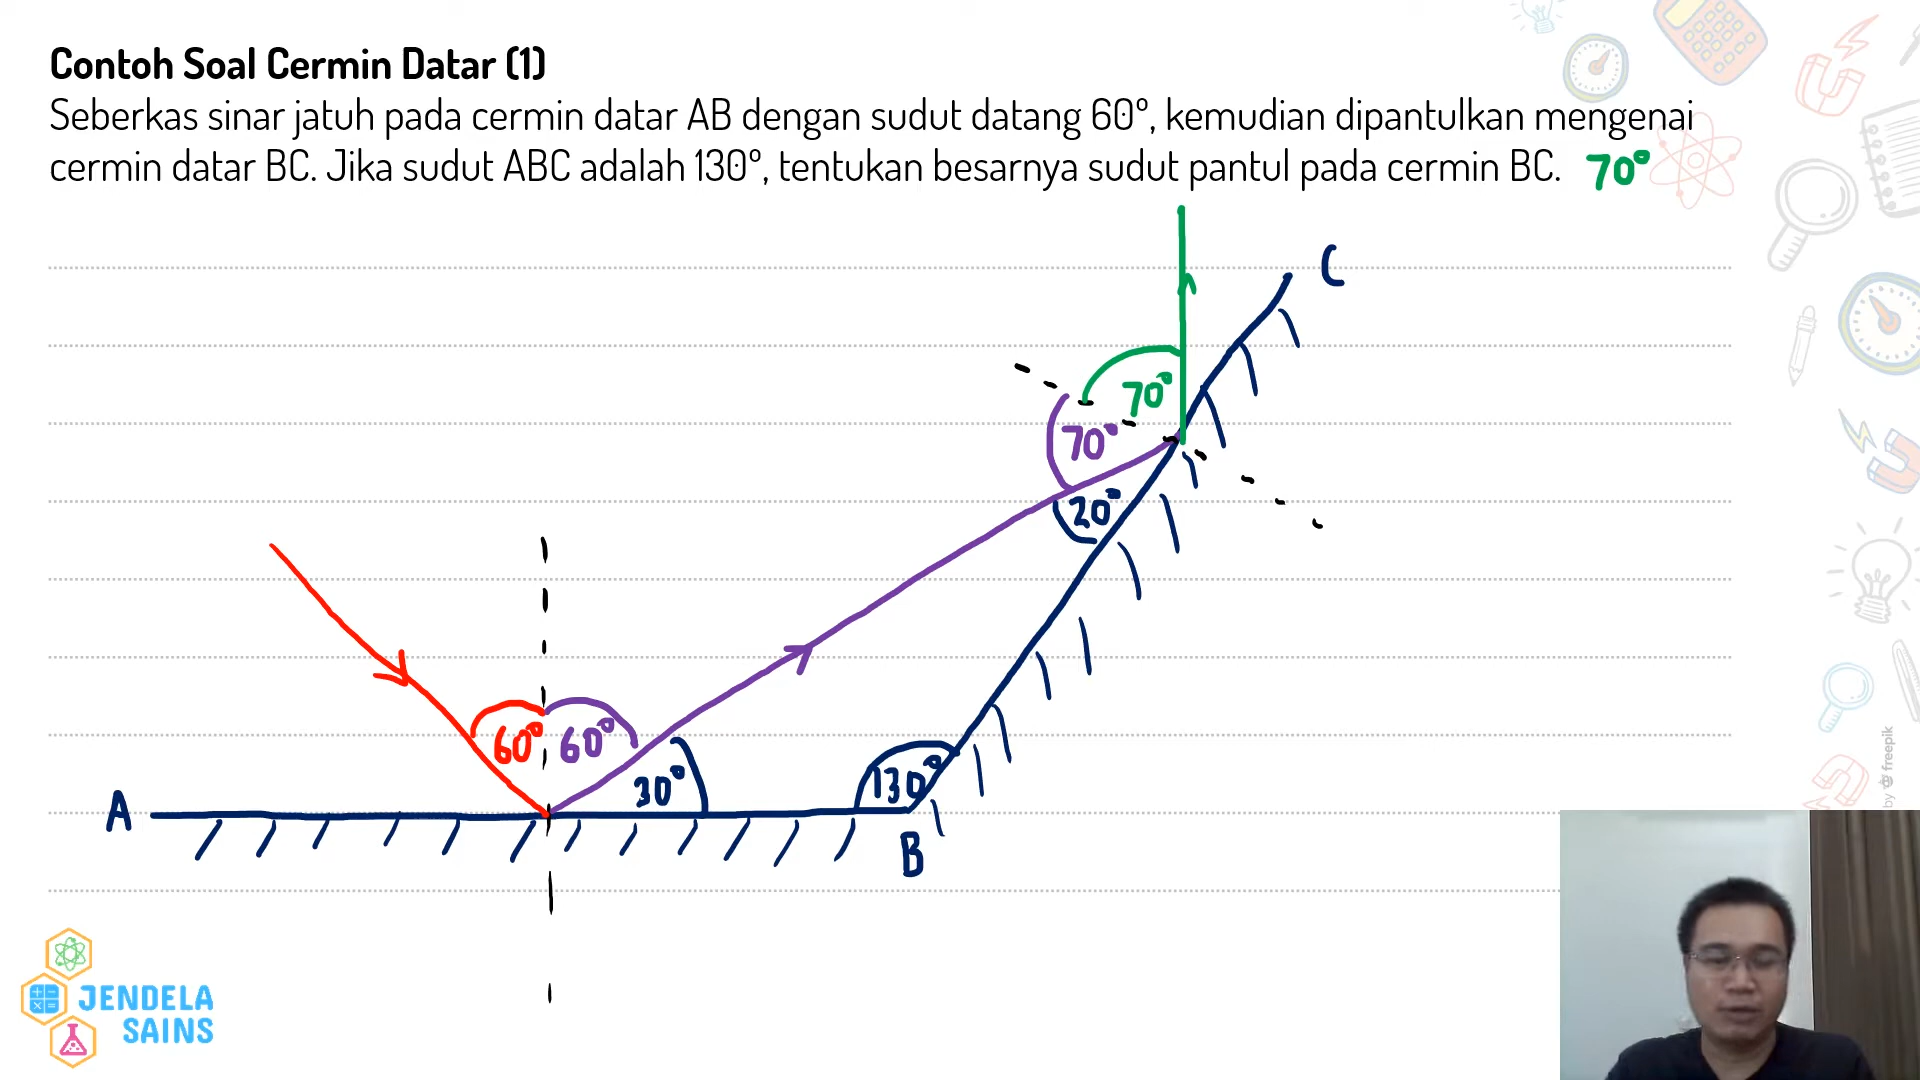 Contoh Soal Cermin Datar (1)
Seberkas sinar jatuh pada cermin datar AB dengan sudut datang 60°, kemudian dipantulkan mengenai
cermin datar BC. Jika sudut ABC adalah 130°, tentukan besarnya sudut pantul pada cermin BC. 70°
C
70°
70°
20°
60° 60°
30°
130°
A
B
JENDELA
SAINS
by freepik